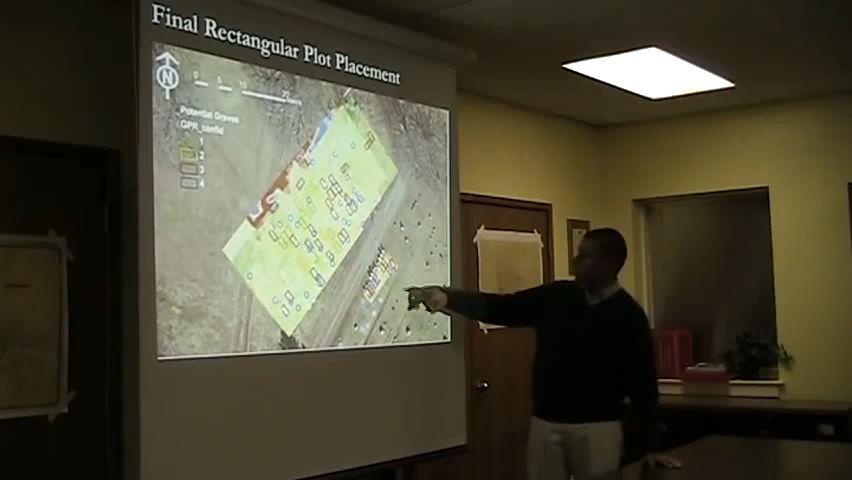 Final Rectangular Plot Placement
N
0 5 10 20
Potential Graves
GPR_confid
1
2
3
4